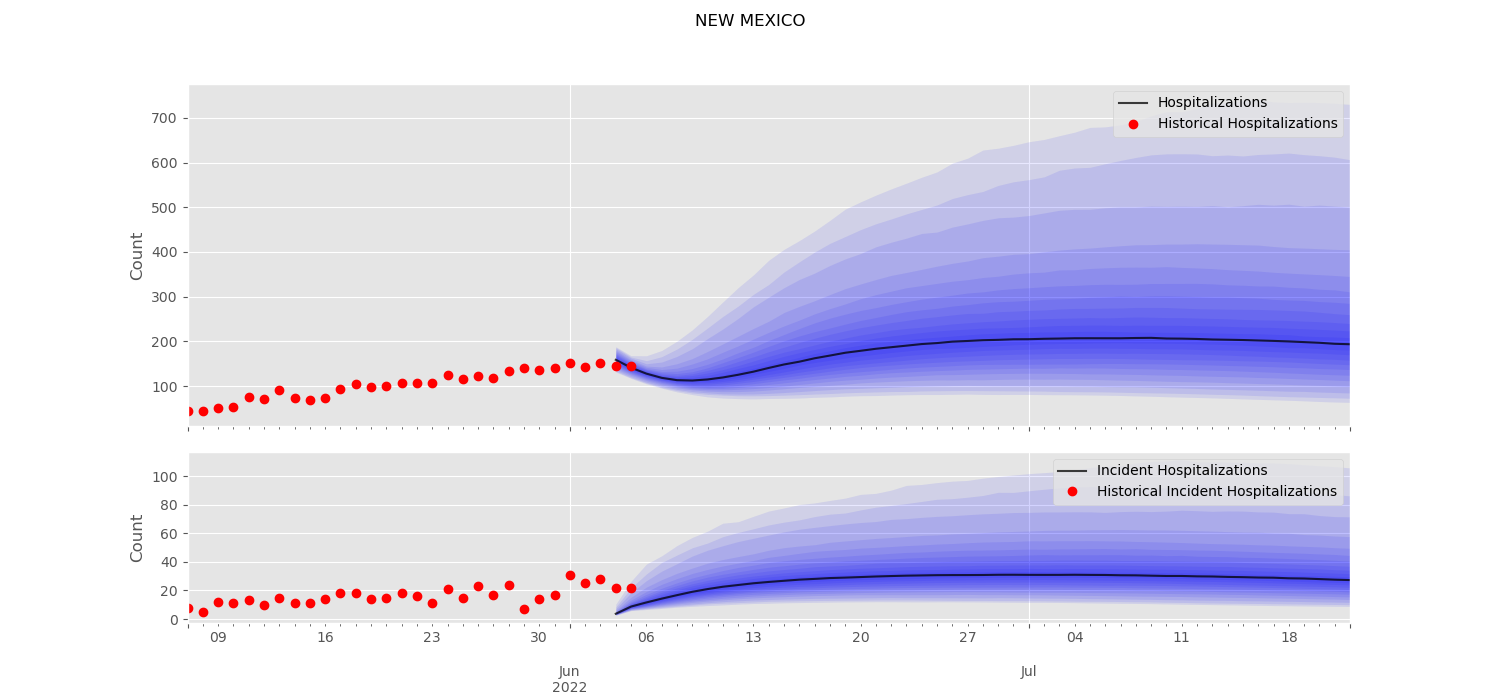 NEW MEXICO
Hospitalizations
Historical Hospitalizations
700
600
500
400
300
200
100
Count
Incident Hospitalizations
Historical Incident Hospitalizations
100
80
60
40
20
0
Count
09 16 23 30 06 13 20 27 04 11 18
Jun Jul
2022